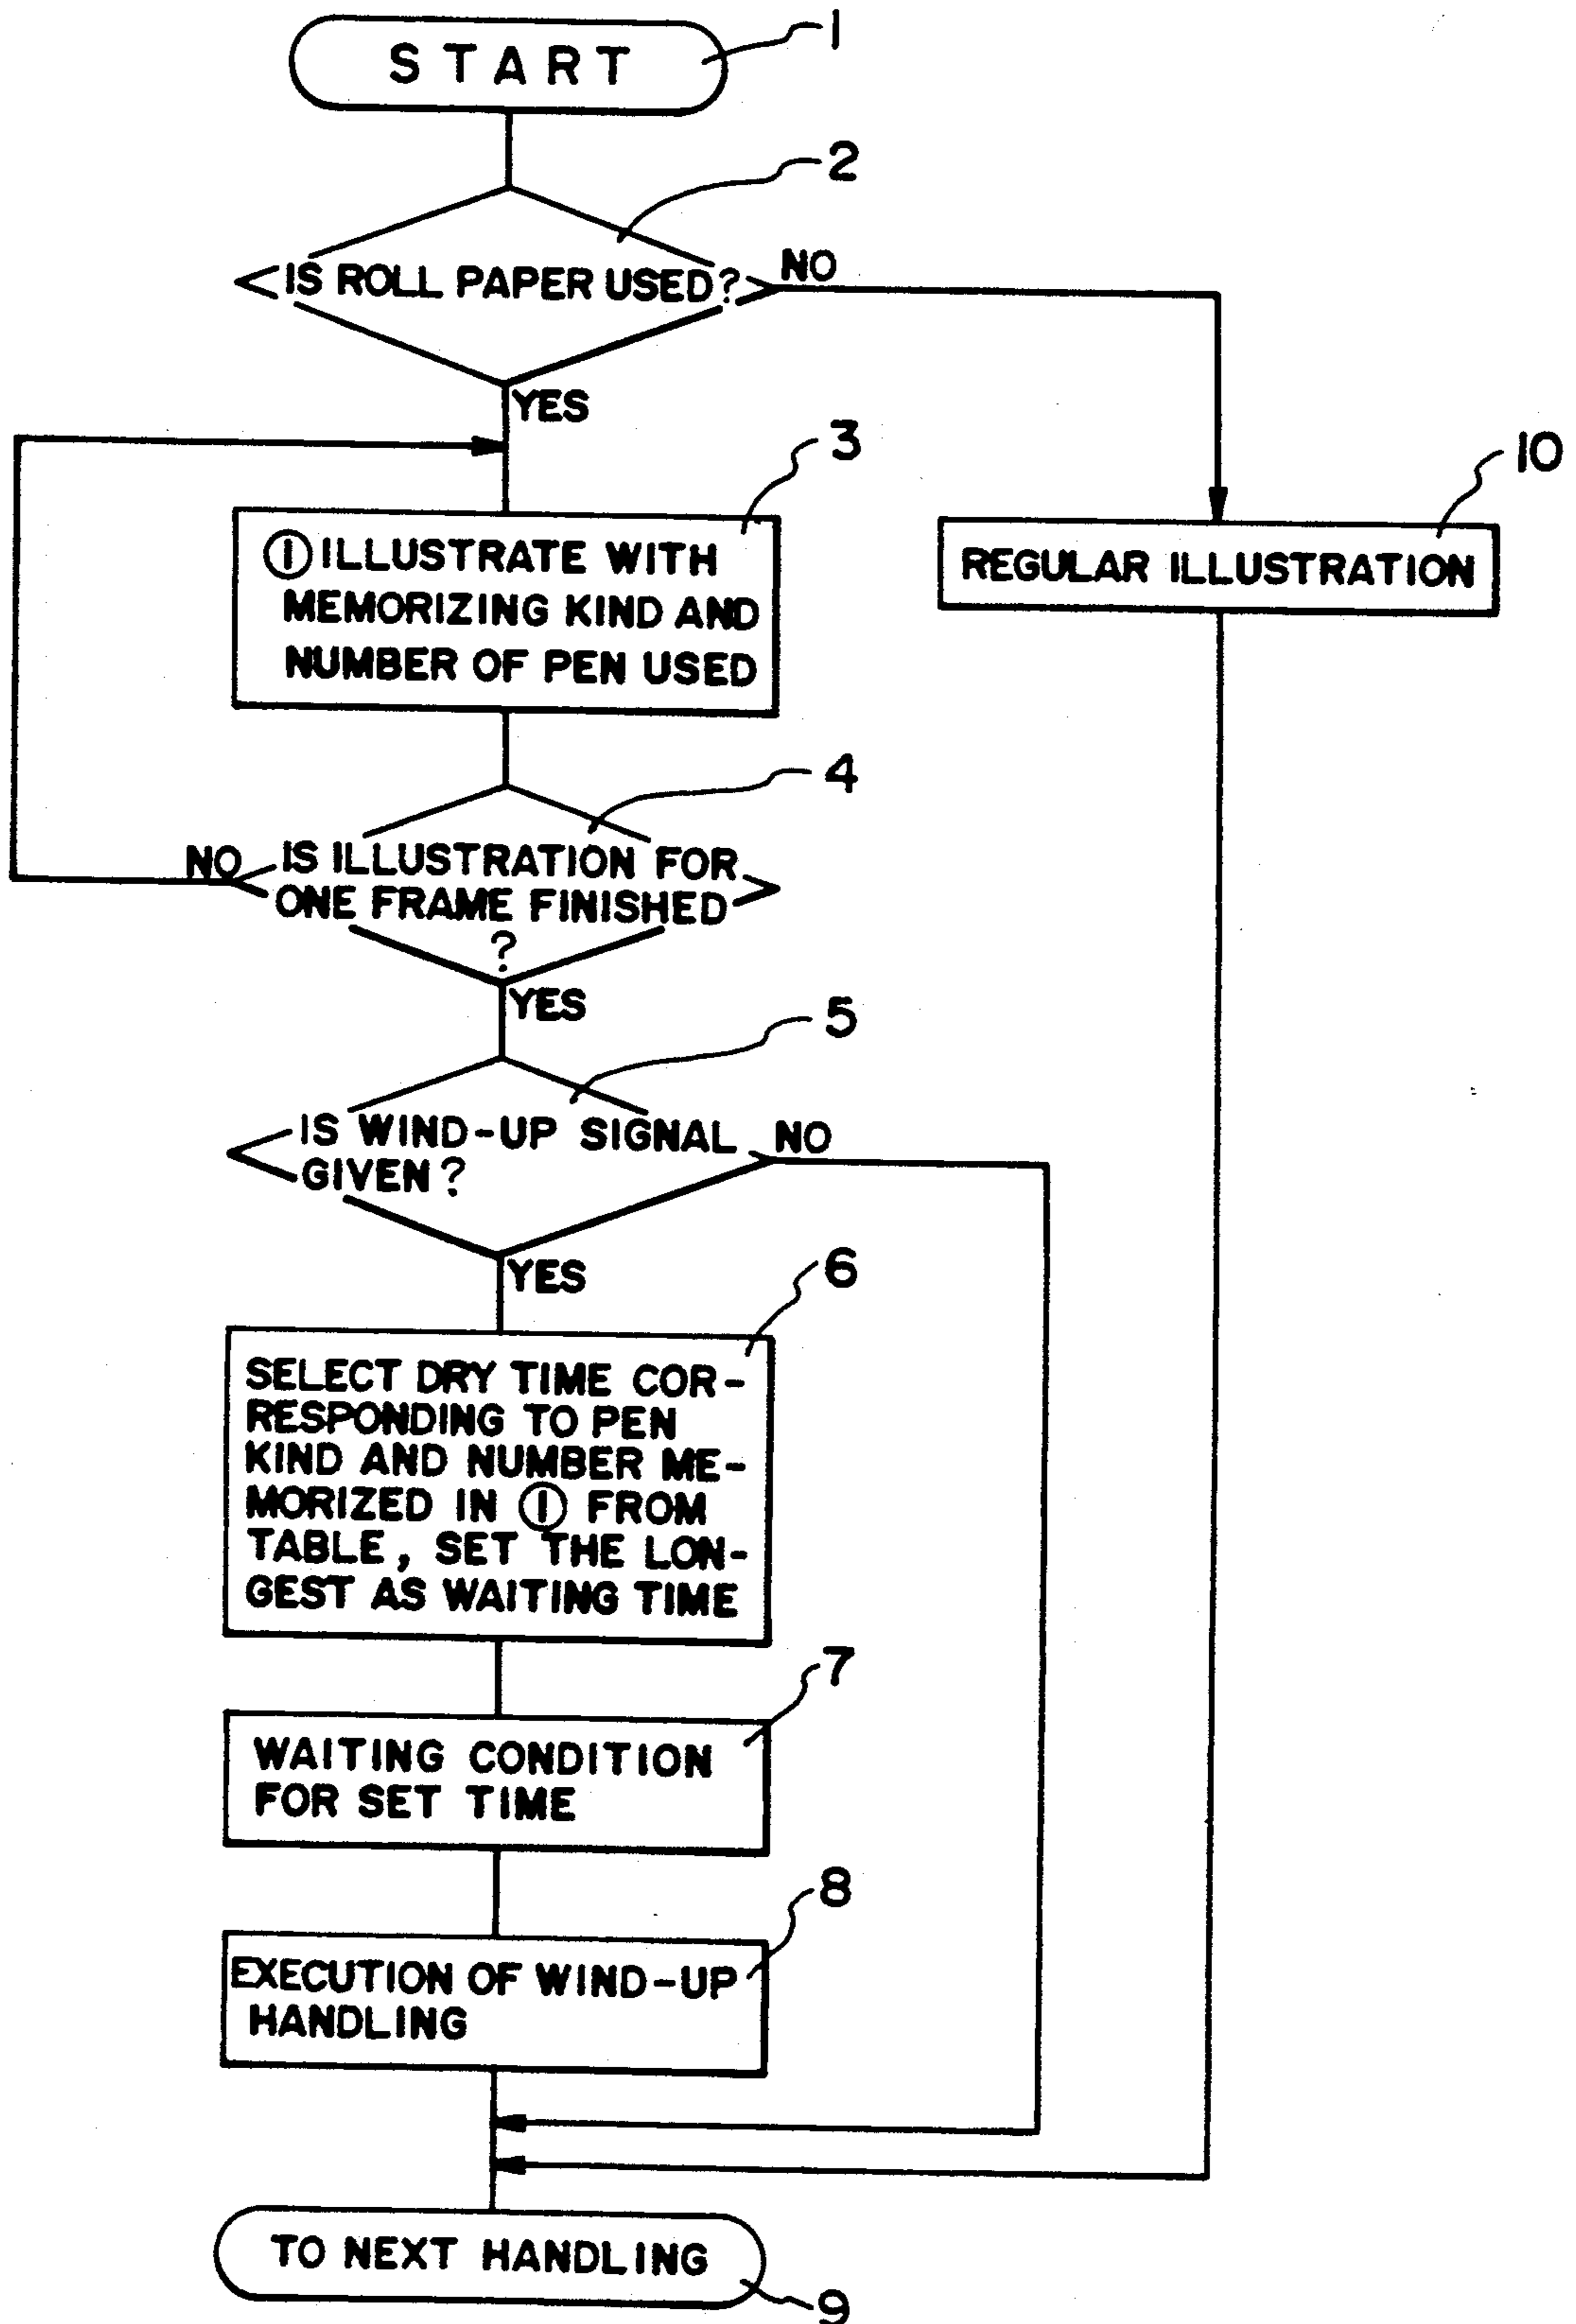 START
1
2
IS ROLL PAPER USED?
NO
YES
3
① ILLUSTRATE WITH
MEMORIZING KIND AND
NUMBER OF PEN USED
10
REGULAR ILLUSTRATION
4
NO
IS ILLUSTRATION FOR
ONE FRAME FINISHED
?
YES
5
IS WIND-UP SIGNAL
GIVEN?
NO
YES
6
SELECT DRY TIME COR-
RESPONDING TO PEN
KIND AND NUMBER ME-
MORIZED IN ① FROM
TABLE, SET THE LON-
GEST AS WAITING TIME
7
WAITING CONDITION
FOR SET TIME
8
EXECUTION OF WIND-UP
HANDLING
TO NEXT HANDLING
9